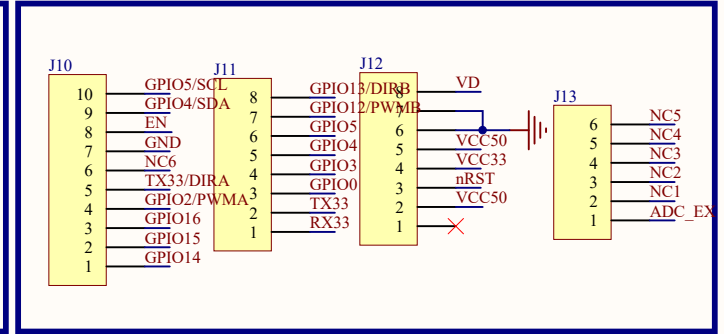 J10
10 GPIO5/SCL
9 GPIO4/SDA
8 EN
7 GND
6 NC6
5 TX33/DIRA
4 GPIO2/PWMA
3 GPIO16
2 GPIO15
1 GPIO14
J11
8 GPIO13/DIRB
7 GPIO12/PWMB
6 GPIO5
5 GPIO4
4 GPIO3
3 GPIO0
2 TX33
1 RX33
J12
8 VD
7
6
5 VCC50
4 VCC33
3 nRST
2 VCC50
1
J13
6 NC5
5 NC4
4 NC3
3 NC2
2 NC1
1 ADC_EX